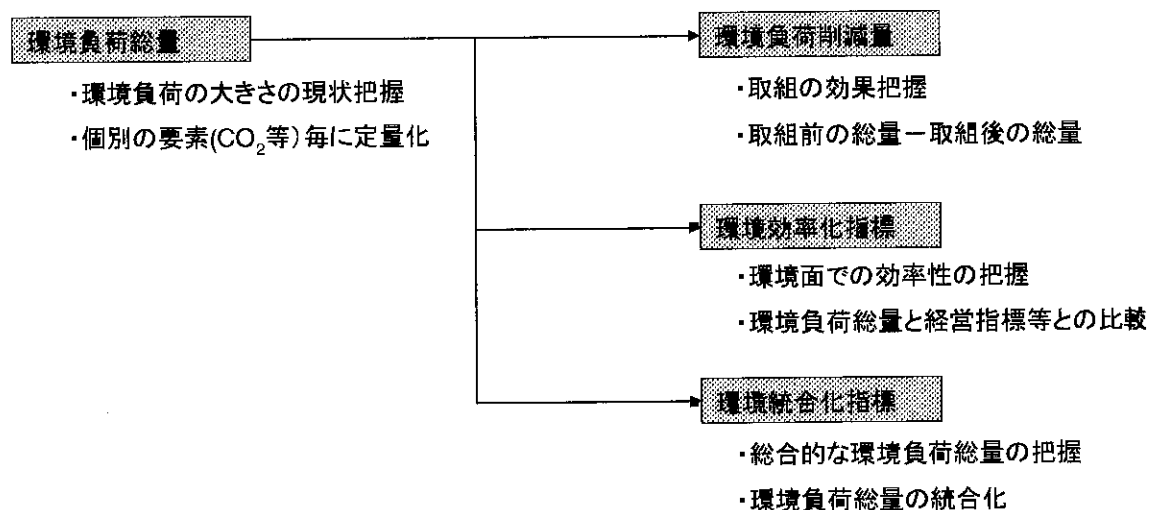 環境負荷総量
・環境負荷の大きさの現状把握
・個別の要素(CO₂等)毎に定量化
環境負荷削減量
・取組の効果把握
・取組前の総量－取組後の総量
環境効率化指標
・環境面での効率性の把握
・環境負荷総量と経営指標等との比較
環境統合化指標
・総合的な環境負荷総量の把握
・環境負荷総量の統合化